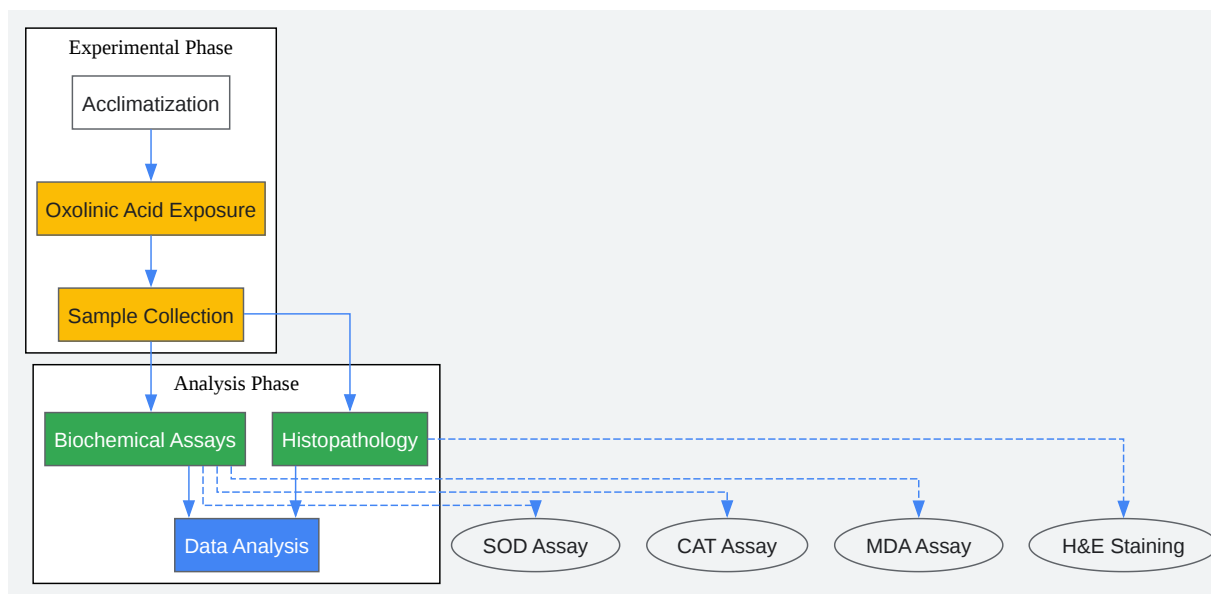 Experimental Phase
Acclimatization
Oxolinic Acid Exposure
Sample Collection
Analysis Phase
Biochemical Assays
Histopathology
Data Analysis
SOD Assay
CAT Assay
MDA Assay
H&E Staining